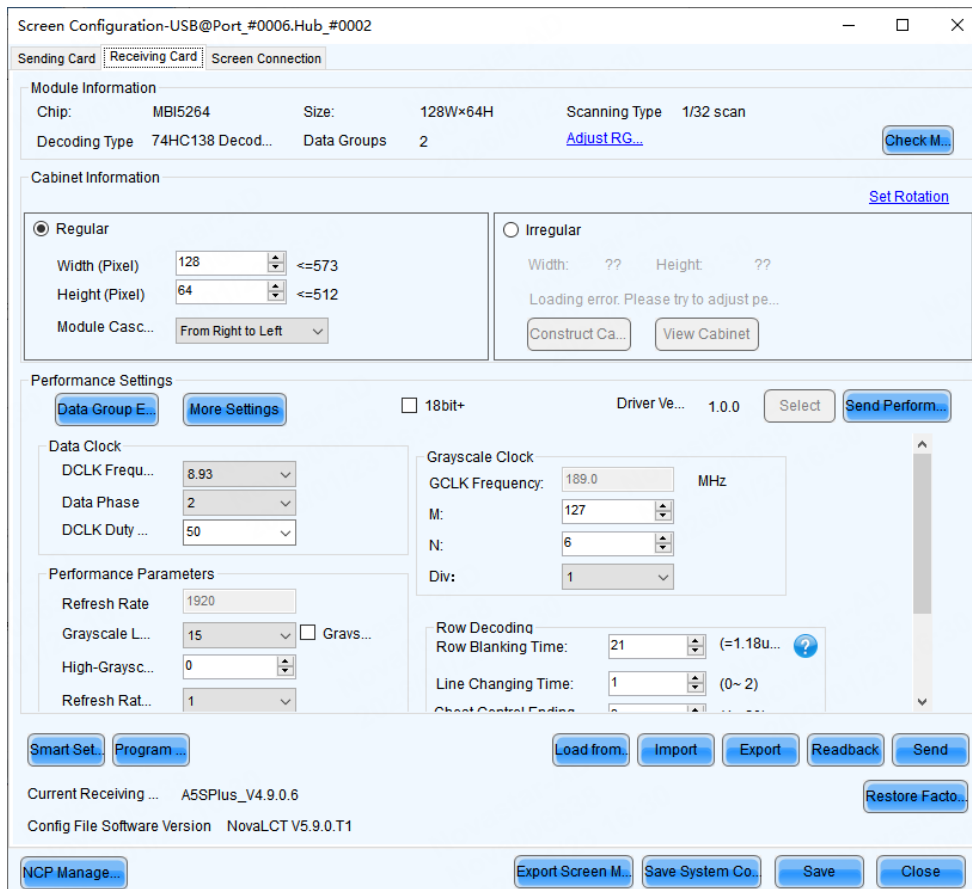 Screen Configuration-USB@Port_#0006.Hub_#0002
Sending Card Receiving Card Screen Connection
Module Information
Chip: MBI5264 Size: 128W×64H Scanning Type 1/32 scan
Decoding Type 74HC138 Decod... Data Groups 2 Adjust RG... Check M...
Cabinet Information
Set Rotation
Regular
Width (Pixel) 128 <=573
Height (Pixel) 64 <=512
Module Casc... From Right to Left
Irregular
Width: ?? Height: ??
Loading error. Please try to adjust pe...
Construct Ca... View Cabinet
Performance Settings
Data Group E... More Settings 18bit+ Driver Ve... 1.0.0 Select Send Perform...
Data Clock
DCLK Frequ... 8.93
Data Phase 2
DCLK Duty ... 50
Grayscale Clock
GCLK Frequency: 189.0 MHz
M: 127
N: 6
Div: 1
Performance Parameters
Refresh Rate 1920
Grayscale L... 15 Grays...
High-Graysc... 0
Refresh Rat... 1
Row Decoding
Row Blanking Time: 21 (=1.18u...
Line Changing Time: 1 (0~ 2)
Ghost Control Ending
Smart Set... Program ... Load from.. Import Export Readback Send
Current Receiving ... A5SPlus_V4.9.0.6 Restore Facto...
Config File Software Version NovaLCT V5.9.0.T1
NCP Manage... Export Screen M... Save System Co... Save Close